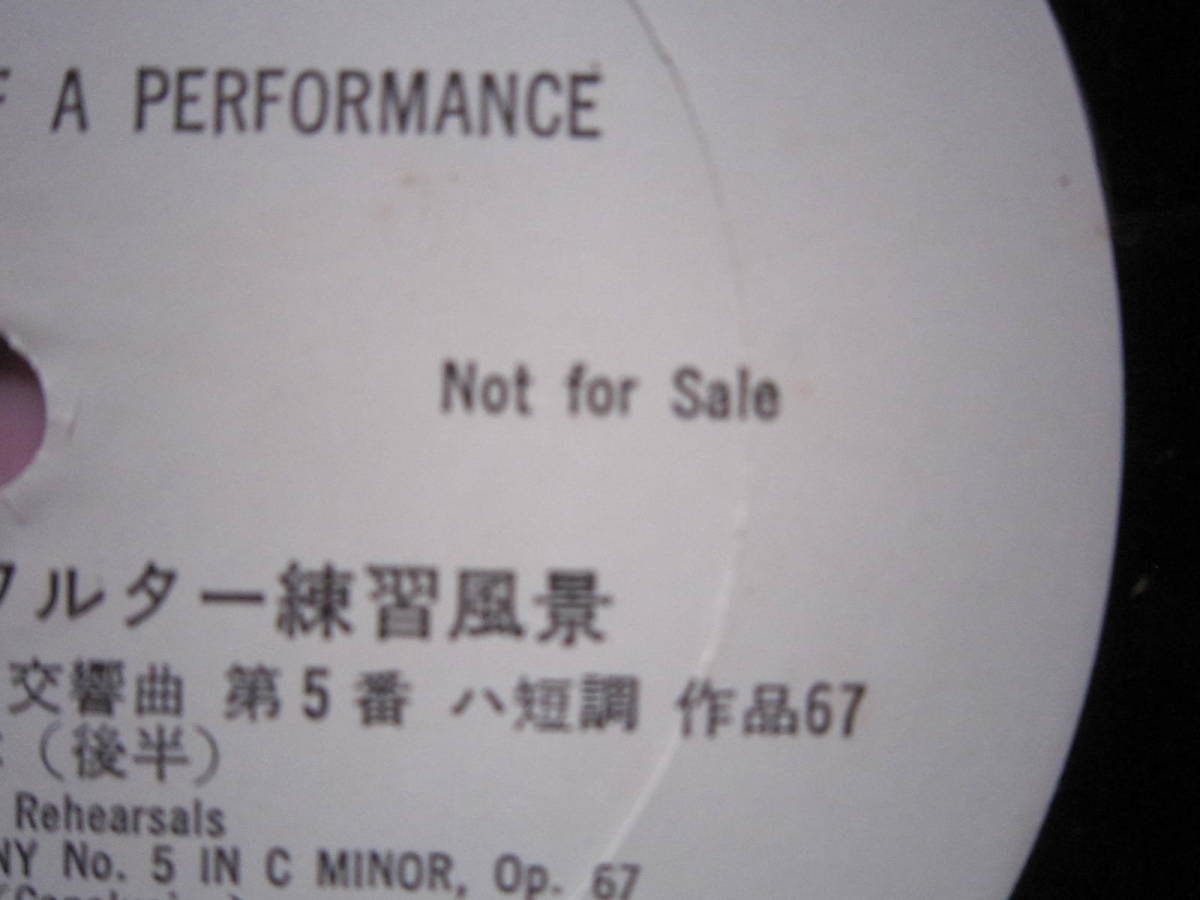 A PERFORMANCE
Not for Sale
ルター練習風景
交響曲 第5番 ハ短調 作品67
(後半)
Rehearsals
No. 5 IN C MINOR, Op. 67